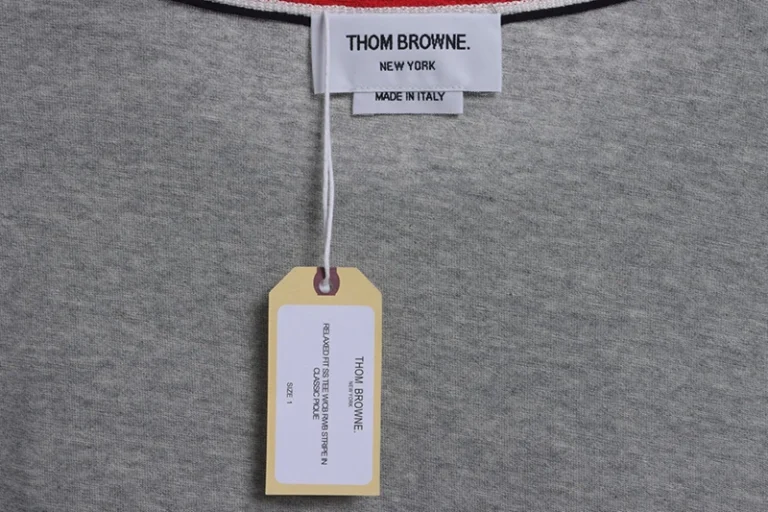 THOM BROWNE.
NEW YORK
MADE IN ITALY
THOM BROWNE.
NEW YORK
RELAXED FIT SS TEE W/CB RWB STRIPE IN
CLASSIC PIQUE
SIZE 1